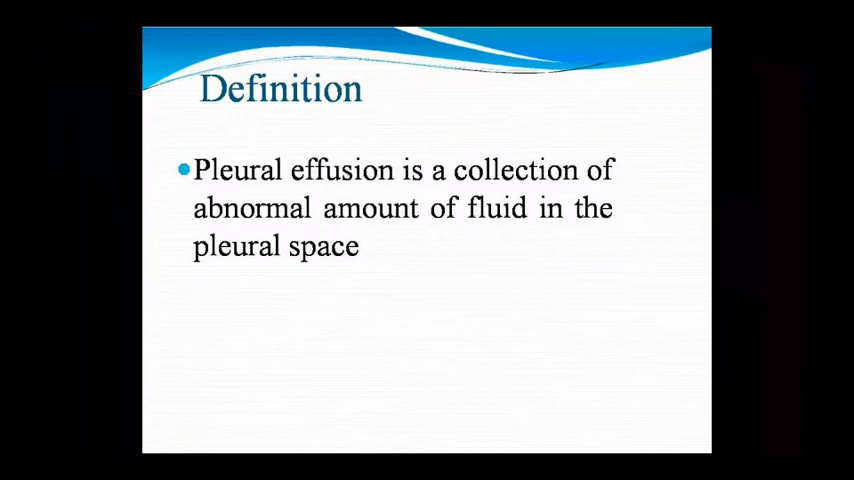 Definition
Pleural effusion is a collection of
abnormal amount of fluid in the
pleural space